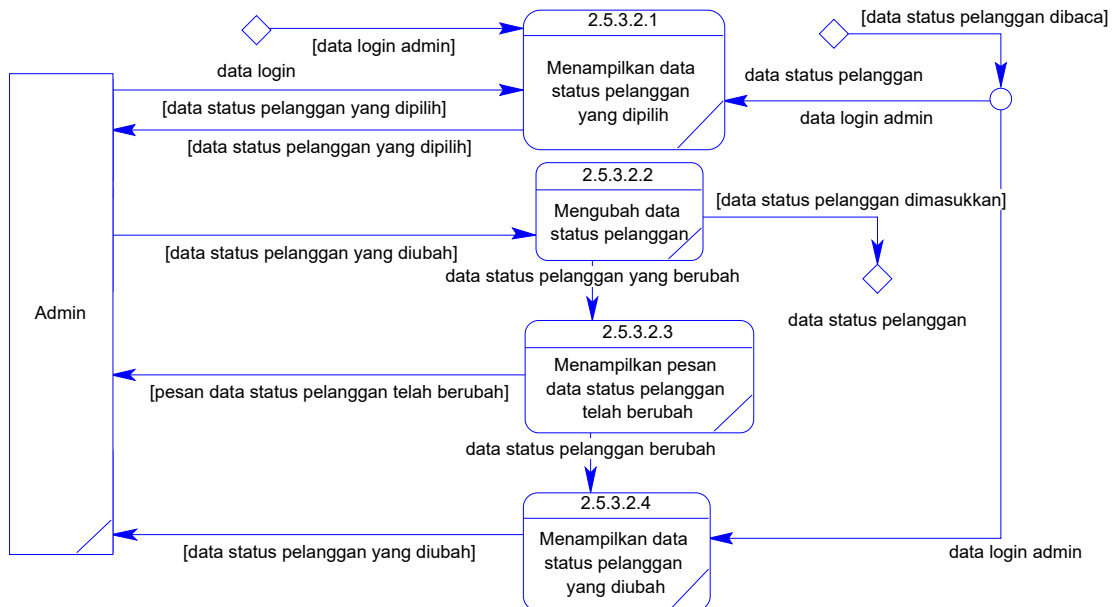 [data status pelanggan dibaca]
2.5.3.2.1
[data login admin]
data login
Menampilkan data
status pelanggan
yang dipilih
data status pelanggan
[data status pelanggan yang dipilih]
data login admin
[data status pelanggan yang dipilih]
2.5.3.2.2
[data status pelanggan dimasukkan]
Mengubah data
status pelanggan
[data status pelanggan yang diubah]
data status pelanggan yang berubah
Admin
data status pelanggan
2.5.3.2.3
Menampilkan pesan
data status pelanggan
telah berubah
[pesan data status pelanggan telah berubah]
data status pelanggan berubah
2.5.3.2.4
Menampilkan data
status pelanggan
yang diubah
[data status pelanggan yang diubah]
data login admin